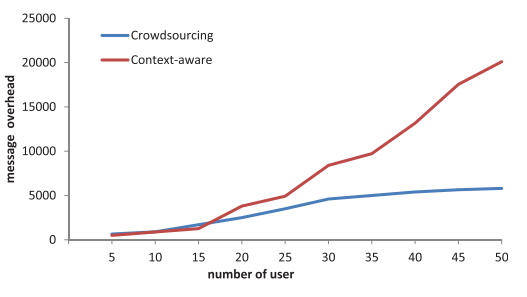 25000
20000
15000
10000
5000
0
message overhead
Crowdsourcing
Context-aware
5 10 15 20 25 30 35 40 45 50
number of user